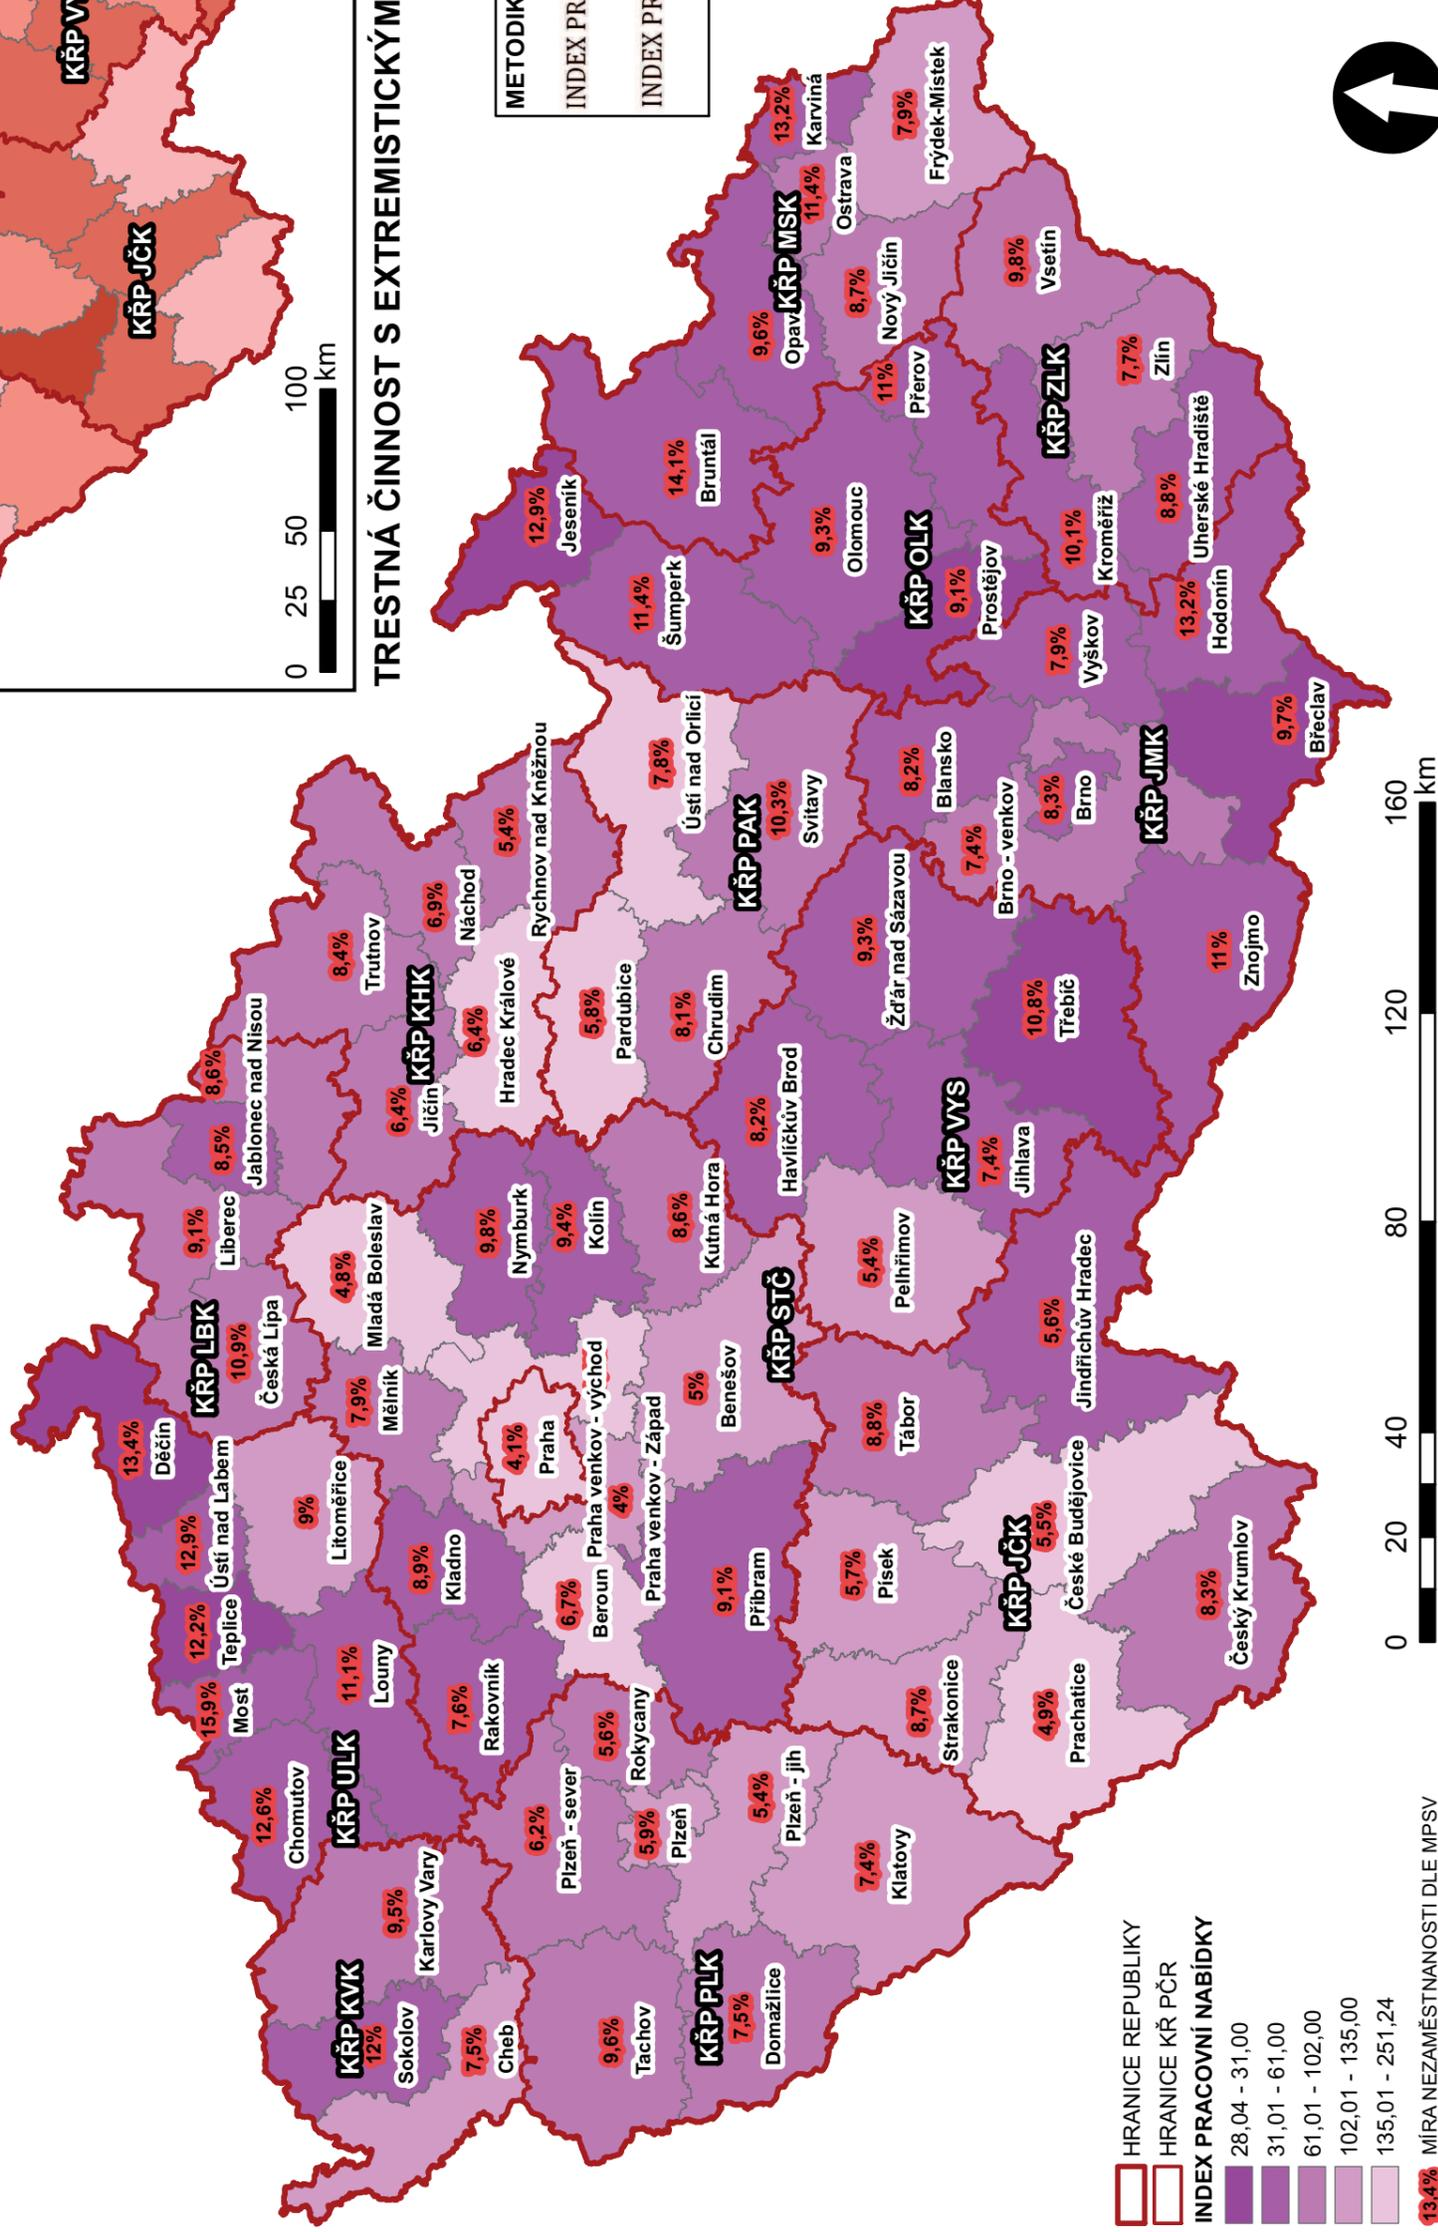 KŘP VY
KŘP JČK
0 25 50 100
km
TRESTNÁ ČINNOST S EXTREMISTICKÝM
METODIK
INDEX PR
INDEX PR
KŘP KVK
12%
Sokolov
7,5%
Cheb
9,5%
Karlovy Vary
KŘP ULK
12,6%
Chomutov
15,9%
Most
12,2%
Teplice
12,9%
Ústí nad Labem
13,4%
Děčín
11,1%
Louny
9%
Litoměřice
KŘP LBK
10,9%
Česká Lípa
9,1%
Liberec
8,5%
Jablonec nad Nisou
8,6%
KŘP KHK
8,4%
Trutnov
6,4%
Jičín
6,9%
Náchod
6,4%
Hradec Králové
5,4%
Rychnov nad Kněžnou
KŘP PAK
5,8%
Pardubice
8,1%
Chrudim
7,8%
Ústí nad Orlicí
10,3%
Svitavy
KŘP STČ
7,6%
Rakovník
8,9%
Kladno
7,9%
Mělník
4,8%
Mladá Boleslav
9,8%
Nymburk
9,4%
Kolín
8,6%
Kutná Hora
4,1%
Praha
Praha venkov - východ
4%
Praha venkov - Západ
6,7%
Beroun
9,1%
Příbram
5%
Benešov
KŘP PLK
9,6%
Tachov
7,5%
Domažlice
6,2%
Plzeň - sever
5,9%
Plzeň
5,6%
Rokycany
5,4%
Plzeň - jih
7,4%
Klatovy
KŘP JČK
8,7%
Strakonice
5,7%
Písek
8,8%
Tábor
4,9%
Prachatice
5,5%
České Budějovice
8,3%
Český Krumlov
5,6%
Jindřichův Hradec
KŘP VYS
5,4%
Pelhřimov
8,2%
Havlíčkův Brod
7,4%
Jihlava
9,3%
Žďár nad Sázavou
10,8%
Třebíč
KŘP JMK
8,2%
Blansko
7,4%
Brno - venkov
8,3%
Brno
7,9%
Vyškov
11%
Znojmo
9,7%
Břeclav
13,2%
Hodonín
KŘP OLK
12,9%
Jeseník
11,4%
Šumperk
9,3%
Olomouc
9,1%
Prostějov
11%
Přerov
KŘP ZLK
10,1%
Kroměříž
8,8%
Uherské Hradiště
7,7%
Zlín
9,8%
Vsetín
KŘP MSK
14,1%
Bruntál
9,6%
Opav
8,7%
Nový Jičín
11,4%
Ostrava
13,2%
Karviná
7,9%
Frýdek-Místek
HRANICE REPUBLIKY
HRANICE KŘ PČR
INDEX PRACOVNÍ NABÍDKY
28,04 - 31,00
31,01 - 61,00
61,01 - 102,00
102,01 - 135,00
135,01 - 251,24
13,4% MÍRA NEZAMĚSTNANOSTI DLE MPSV
0 20 40 80 120 160
km